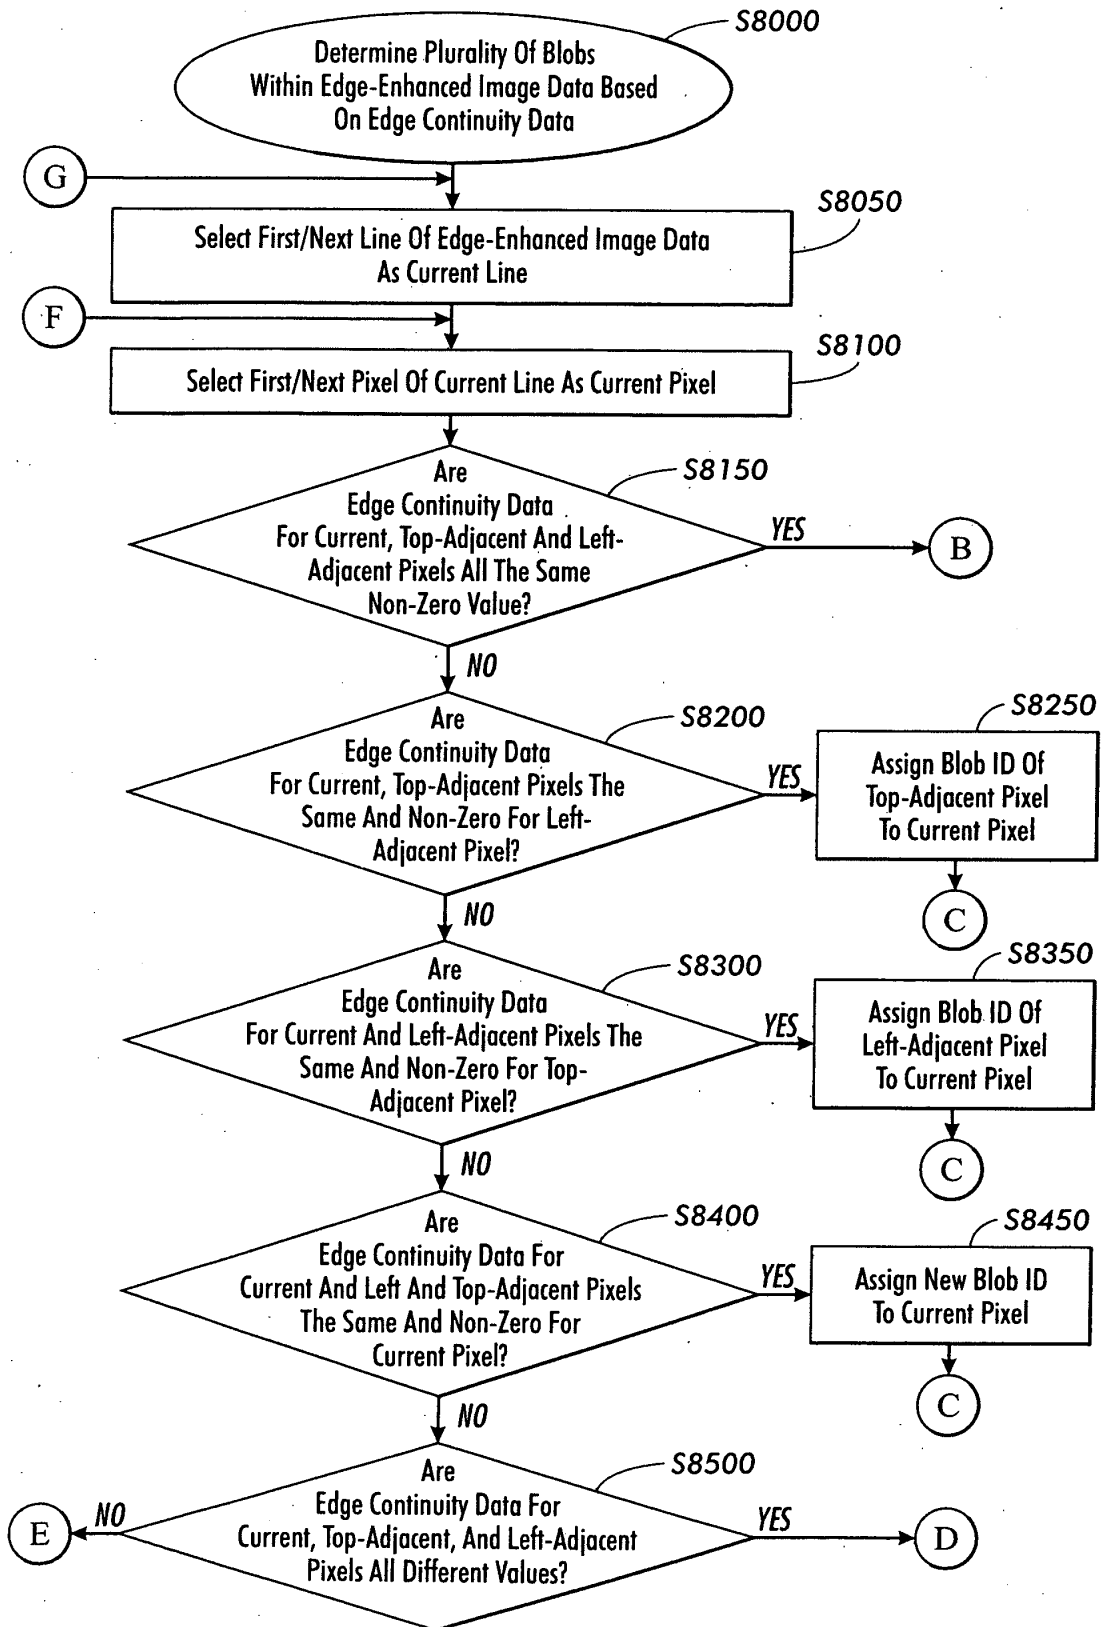 S8000
Determine Plurality Of Blobs
Within Edge-Enhanced Image Data Based
On Edge Continuity Data
G
S8050
Select First/Next Line Of Edge-Enhanced Image Data
As Current Line
F
S8100
Select First/Next Pixel Of Current Line As Current Pixel
S8150
Are
Edge Continuity Data
For Current, Top-Adjacent And Left-
Adjacent Pixels All The Same
Non-Zero Value?
YES
B
NO
S8200
Are
Edge Continuity Data
For Current, Top-Adjacent Pixels The
Same And Non-Zero For Left-
Adjacent Pixel?
YES
S8250
Assign Blob ID Of
Top-Adjacent Pixel
To Current Pixel
C
NO
S8300
Are
Edge Continuity Data
For Current And Left-Adjacent Pixels The
Same And Non-Zero For Top-
Adjacent Pixel?
YES
S8350
Assign Blob ID Of
Left-Adjacent Pixel
To Current Pixel
C
NO
S8400
Are
Edge Continuity Data For
Current And Left And Top-Adjacent Pixels
The Same And Non-Zero For
Current Pixel?
YES
S8450
Assign New Blob ID
To Current Pixel
C
NO
S8500
Are
Edge Continuity Data For
Current, Top-Adjacent, And Left-Adjacent
Pixels All Different Values?
NO
E
YES
D